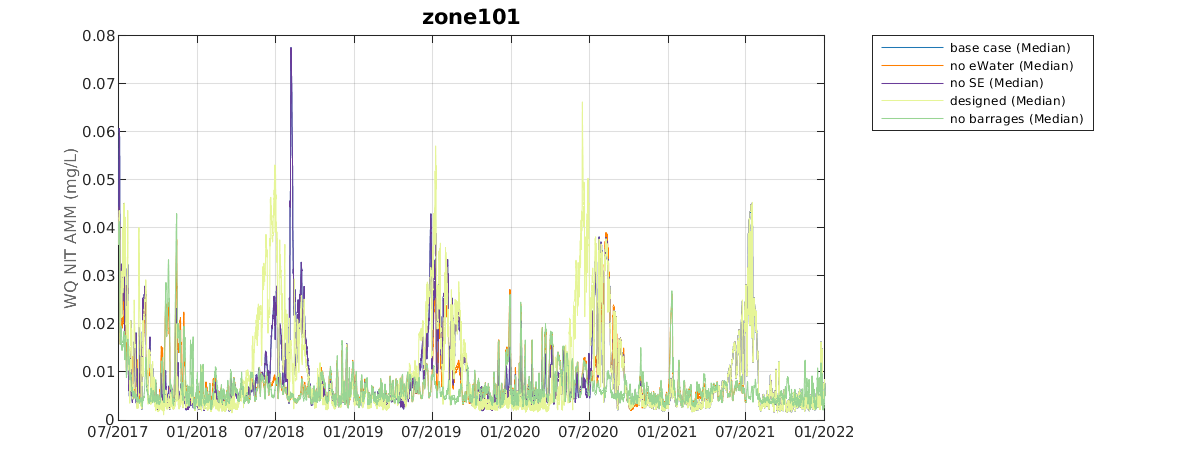 zone101
WQ NIT AMM (mg/L)
0.08
0.07
0.06
0.05
0.04
0.03
0.02
0.01
0
07/2017 01/2018 07/2018 01/2019 07/2019 01/2020 07/2020 01/2021 07/2021 01/2022
base case (Median)
no eWater (Median)
no SE (Median)
designed (Median)
no barrages (Median)